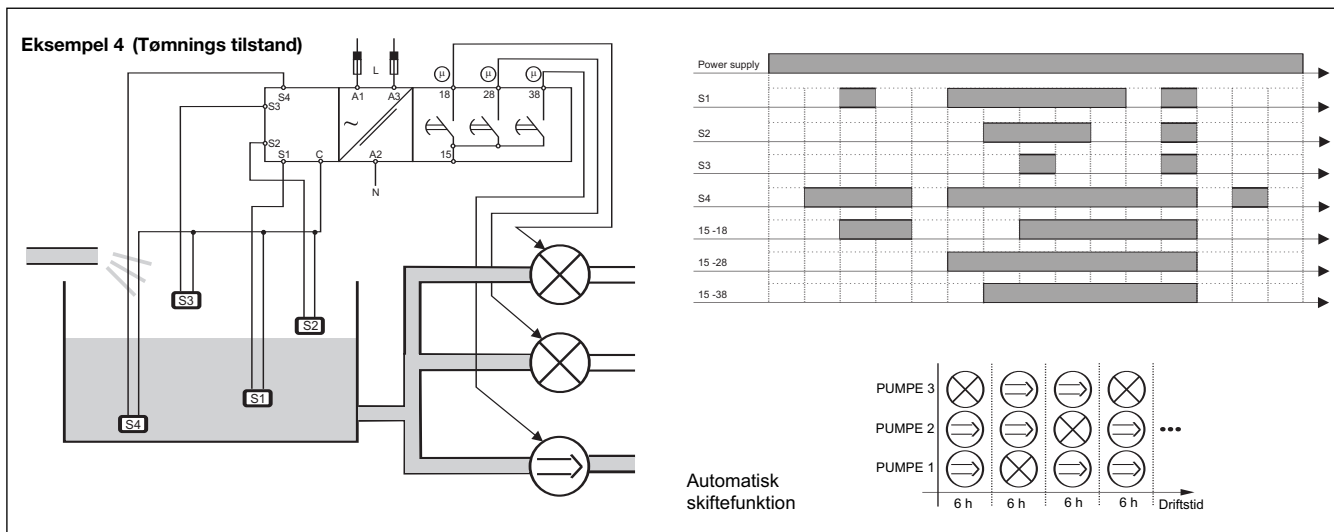 Eksempel 4 (Tømnings tilstand)
L
S4 A1 A3 18 µ 28 µ 38 µ
S3
~
S2
S1 C A2 15
N
S3
S2
S1
S4
Power supply
S1
S2
S3
S4
15 -18
15 -28
15 -38
PUMPE 3
PUMPE 2
PUMPE 1
6 h 6 h 6 h 6 h Driftstid
Automatisk
skiftefunktion